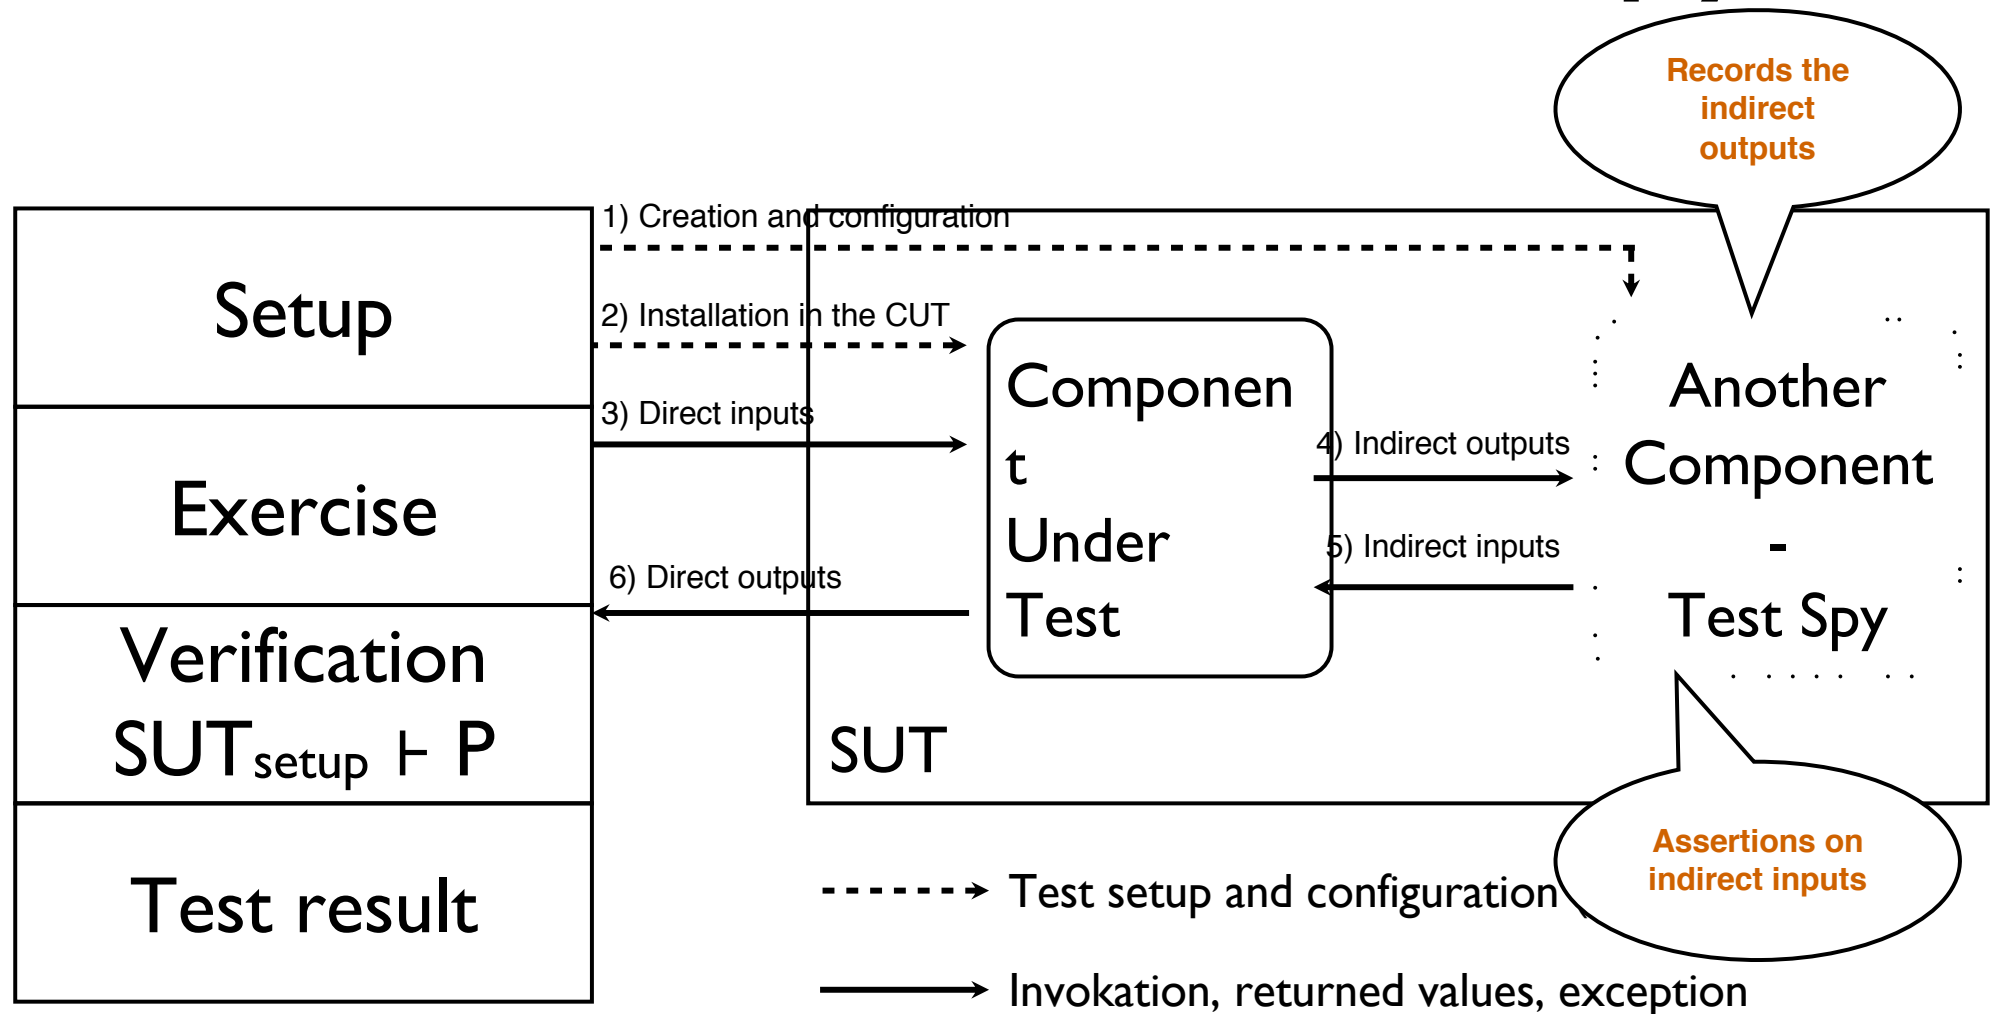 Records the
indirect
outputs
Setup
Exercise
Verification
SUTsetup ⊢ P
Test result
1) Creation and configuration
2) Installation in the CUT
3) Direct inputs
6) Direct outputs
Componen
t
Under
Test
SUT
4) Indirect outputs
5) Indirect inputs
Another
Component
-
Test Spy
Assertions on
indirect inputs
Test setup and configuration
Invokation, returned values, exception